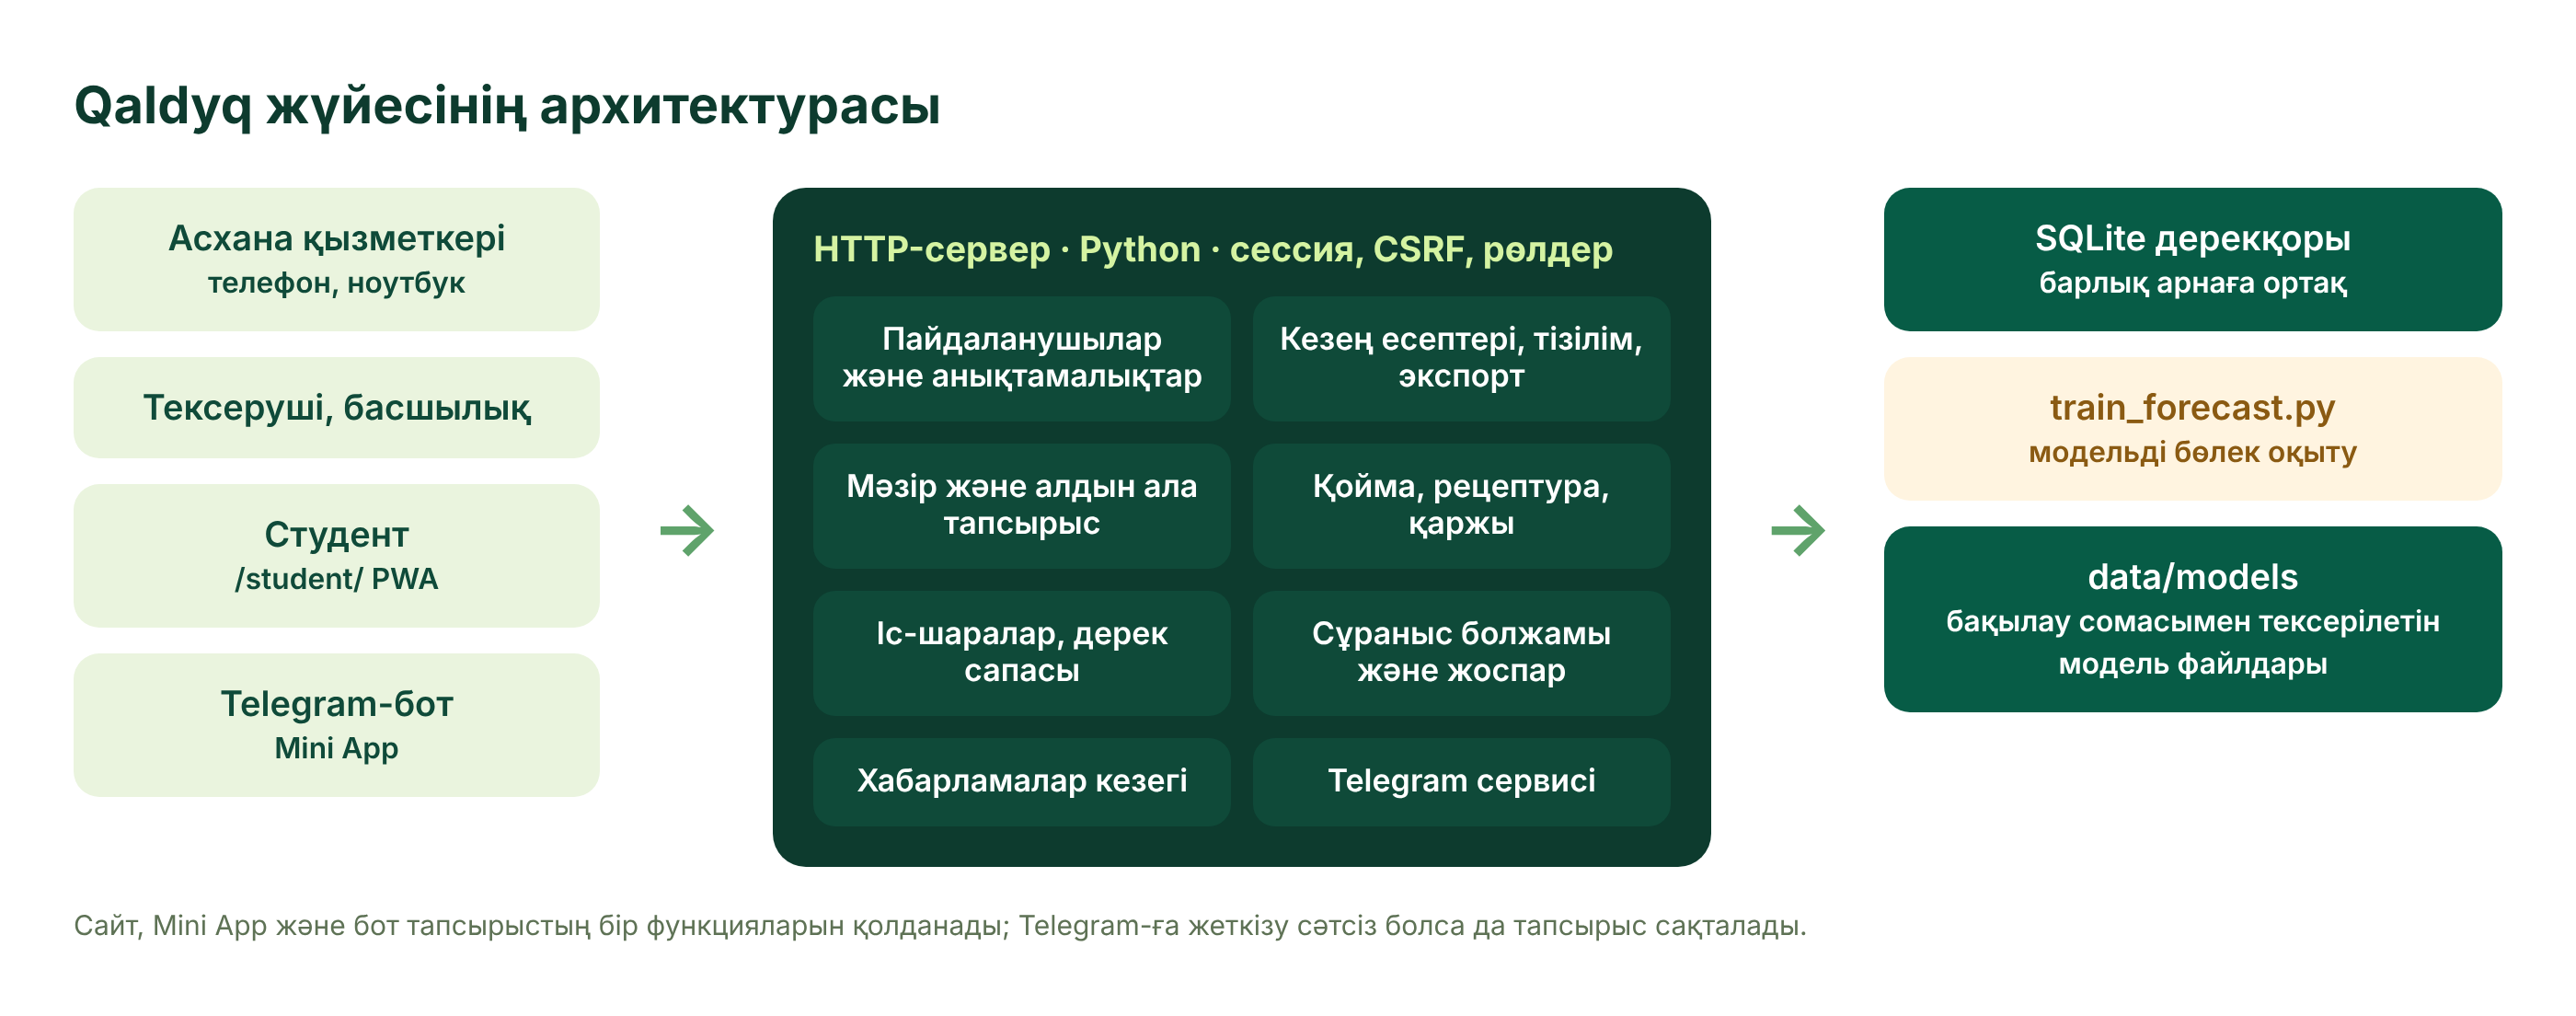 Qaldyq жүйесінің архитектурасы
Асхана қызметкері
телефон, ноутбук
Тексеруші, басшылық
Студент
/student/ PWA
Telegram-бот
Mini App
→
HTTP-сервер · Python · сессия, CSRF, рөлдер
Пайдаланушылар
және анықтамалықтар
Кезең есептері, тізілім,
экспорт
Мәзір және алдын ала
тапсырыс
Қойма, рецептура,
қаржы
Іс-шаралар, дерек
сапасы
Сұраныс болжамы
және жоспар
Хабарламалар кезегі
Telegram сервисі
→
SQLite дерекқоры
барлық арнаға ортақ
train_forecast.py
модельді бөлек оқыту
data/models
бақылау сомасымен тексерілетін
модель файлдары
Сайт, Mini App және бот тапсырыстың бір функцияларын қолданады; Telegram-ға жеткізу сәтсіз болса да тапсырыс сақталады.